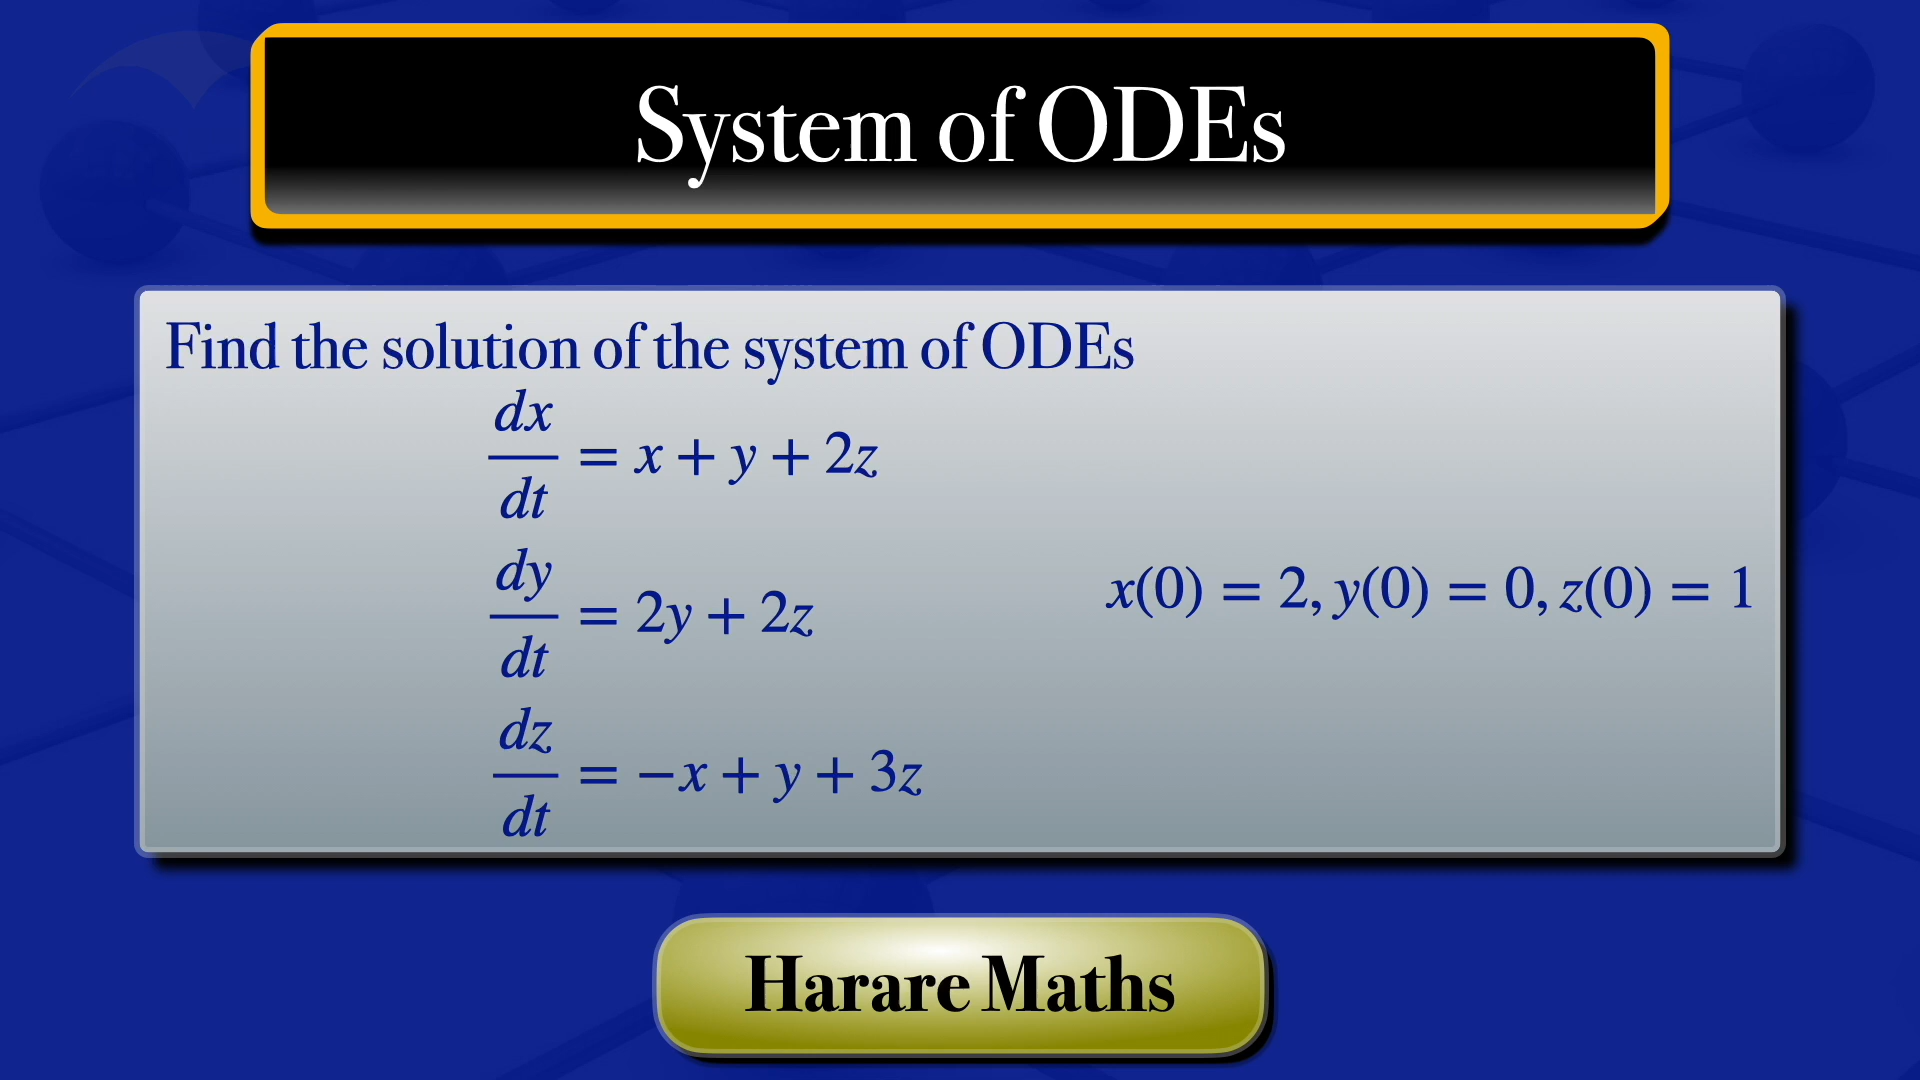 System of ODEs
Find the solution of the system of ODEs
dx/dt = x + y + 2z
dy/dt = 2y + 2z
x(0) = 2, y(0) = 0, z(0) = 1
dz/dt = −x + y + 3z
Harare Maths